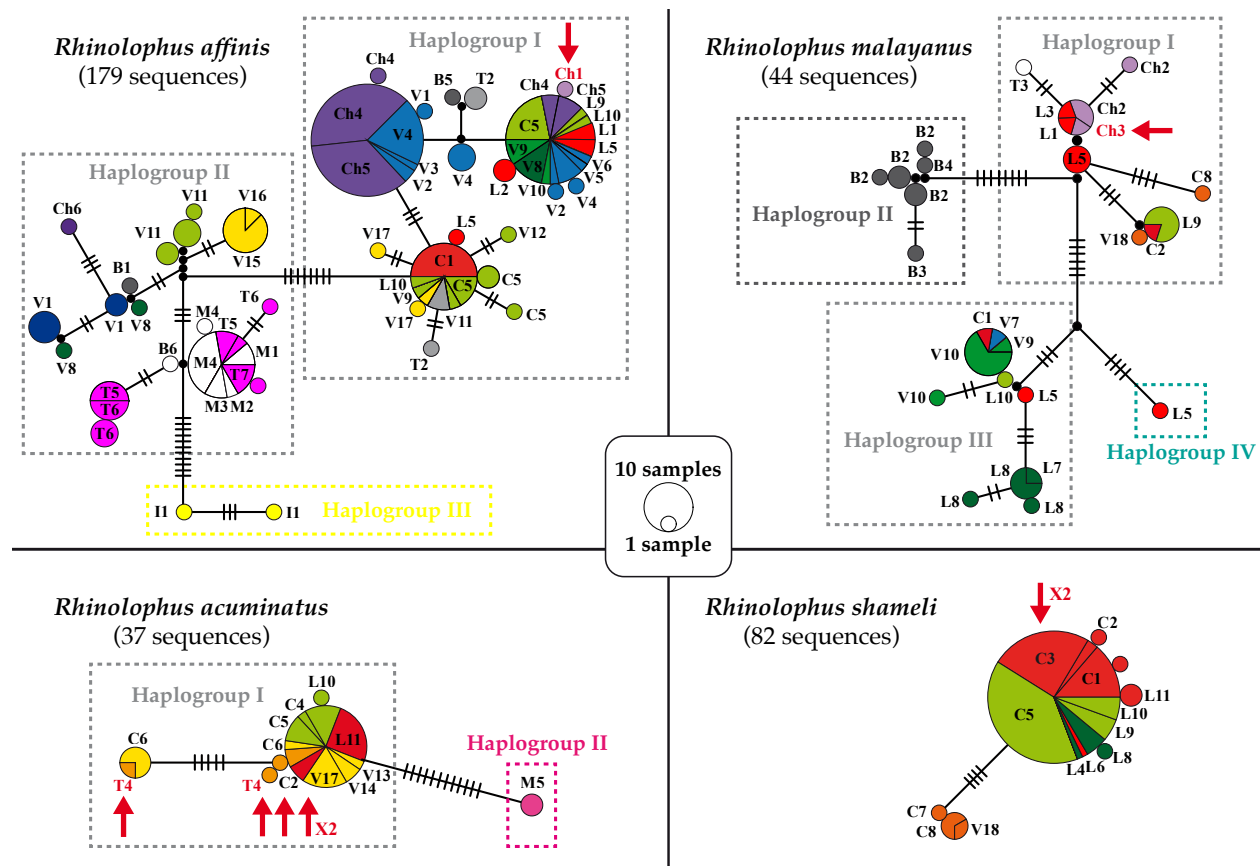 Rhinolophus affinis
(179 sequences)
Haplogroup I
Ch4
V1
B5
T2
Ch1
Ch4
Ch5
L9
L10
L1
L5
V6
V5
V4
V2
V10
V8
V9
C5
L2
Ch4
V4
V3
V2
Ch5
V4
Haplogroup II
V11
V16
V11
V15
Ch6
B1
V1
V8
V1
V8
V17
L5
V12
C1
L10
C5
C5
V9
V17
V11
C5
T2
T6
M4
T5
M1
B6
M4
T7
M3
M2
T5
T6
T6
I1
I1
Haplogroup III
Rhinolophus malayanus
(44 sequences)
Haplogroup I
Ch2
T3
L3
Ch2
L1
Ch3
L5
C8
L9
V18
C2
B2
B2
B4
B2
B2
Haplogroup II
B3
C1
V7
V10
V9
V10
L10
L5
L5
Haplogroup III
Haplogroup IV
L8
L7
L8
L8
10 samples
1 sample
Rhinolophus acuminatus
(37 sequences)
Haplogroup I
L10
C4
C5
C6
C6
L11
T4
T4
C2
V17
V13
V14
X2
Haplogroup II
M5
Rhinolophus shameli
(82 sequences)
X2
C2
C3
C1
L11
C5
L10
L9
L8
L6
L4
C7
C8
V18